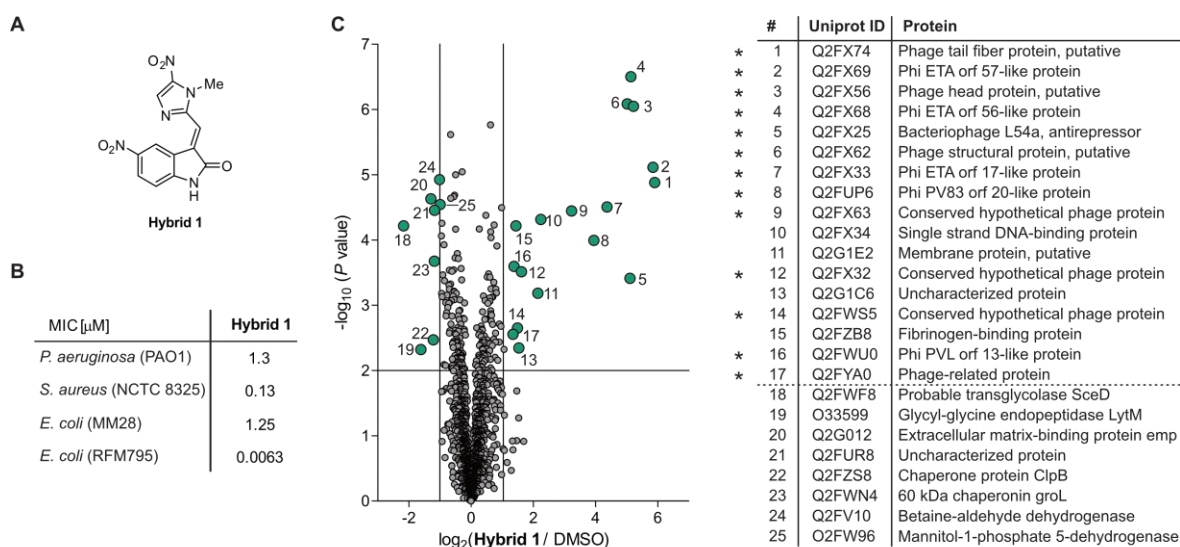 A
O₂N
N
Me
N
O₂N
O
N
H
Hybrid 1
B
MIC [µM] Hybrid 1
P. aeruginosa (PAO1) 1.3
S. aureus (NCTC 8325) 0.13
E. coli (MM28) 1.25
E. coli (RFM795) 0.0063
C
-log₁₀ (P value)
7
6
5
4
3
2
1
0
-2 0 2 4 6
log₂(Hybrid 1 / DMSO)
4
6 3
24
2
20
1
25
21
9 7
18
10
15
8
23
16
12
5
11
14
22
17
19
13
# Uniprot ID Protein
* 1 Q2FX74 Phage tail fiber protein, putative
* 2 Q2FX69 Phi ETA orf 57-like protein
* 3 Q2FX56 Phage head protein, putative
* 4 Q2FX68 Phi ETA orf 56-like protein
* 5 Q2FX25 Bacteriophage L54a, antirepressor
* 6 Q2FX62 Phage structural protein, putative
* 7 Q2FX33 Phi ETA orf 17-like protein
* 8 Q2FUP6 Phi PV83 orf 20-like protein
* 9 Q2FX63 Conserved hypothetical phage protein
10 Q2FX34 Single strand DNA-binding protein
11 Q2G1E2 Membrane protein, putative
* 12 Q2FX32 Conserved hypothetical phage protein
13 Q2G1C6 Uncharacterized protein
* 14 Q2FWS5 Conserved hypothetical phage protein
15 Q2FZB8 Fibrinogen-binding protein
* 16 Q2FWU0 Phi PVL orf 13-like protein
* 17 Q2FYA0 Phage-related protein
18 Q2FWF8 Probable transglycolase SceD
19 O33599 Glycyl-glycine endopeptidase LytM
20 Q2G012 Extracellular matrix-binding protein emp
21 Q2FUR8 Uncharacterized protein
22 Q2FZS8 Chaperone protein ClpB
23 Q2FWN4 60 kDa chaperonin groL
24 Q2FV10 Betaine-aldehyde dehydrogenase
25 O2FW96 Mannitol-1-phosphate 5-dehydrogenase